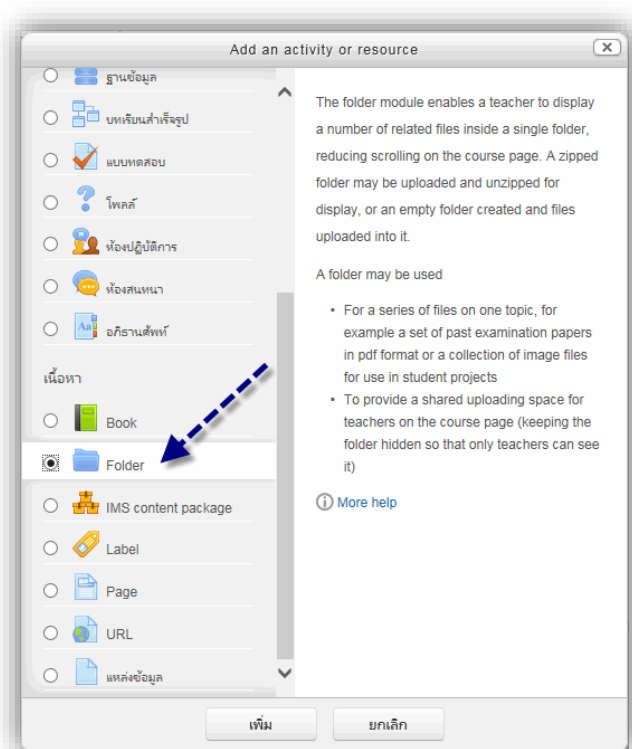 Add an activity or resource
ฐานข้อมูล
บทเรียนสำเร็จรูป
แบบทดสอบ
โพลล์
ห้องปฏิบัติการ
ห้องสนทนา
อภิธานศัพท์
เนื้อหา
Book
Folder
IMS content package
Label
Page
URL
แหล่งข้อมูล
The folder module enables a teacher to display
a number of related files inside a single folder,
reducing scrolling on the course page. A zipped
folder may be uploaded and unzipped for
display, or an empty folder created and files
uploaded into it.
A folder may be used
• For a series of files on one topic, for
example a set of past examination papers
in pdf format or a collection of image files
for use in student projects
• To provide a shared uploading space for
teachers on the course page (keeping the
folder hidden so that only teachers can see
it)
More help
เพิ่ม
ยกเลิก